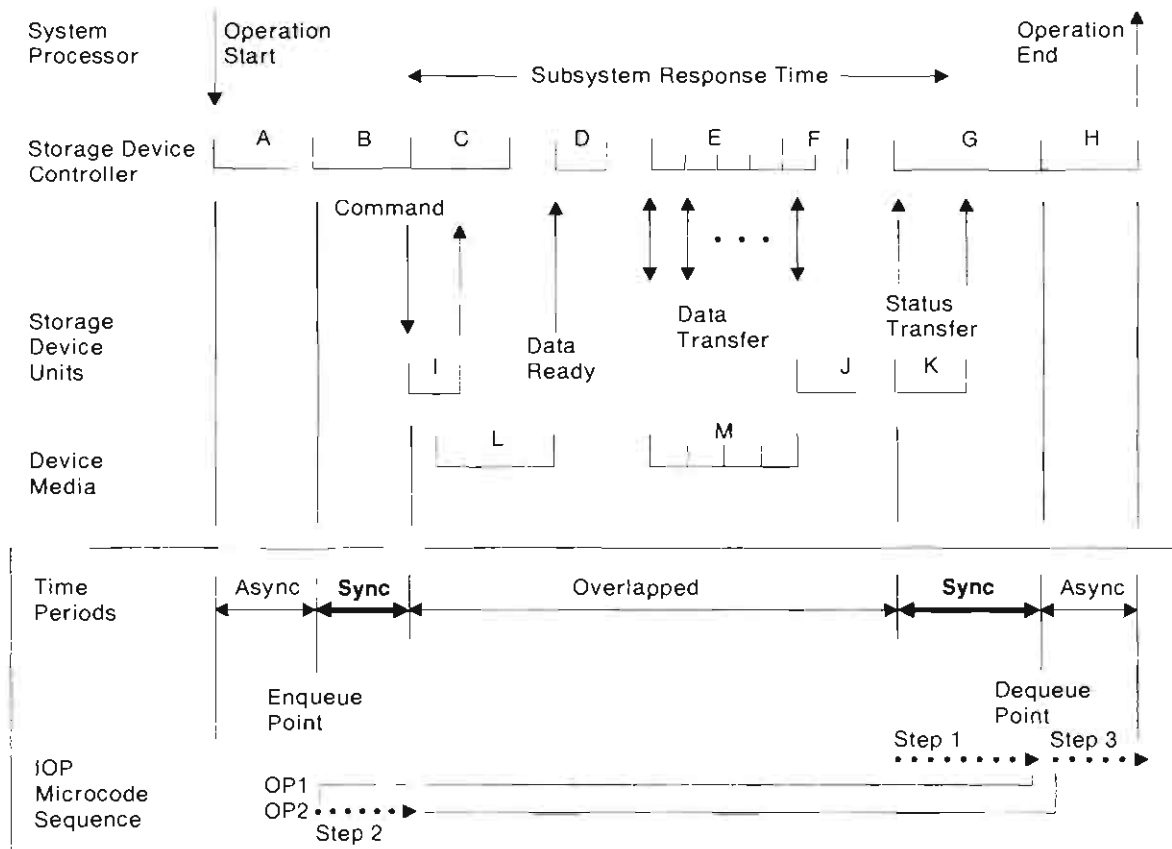 System
Processor
Operation
Start
Operation
End
Subsystem Response Time
Storage Device
Controller
A
B
C
D
E
F
G
H
Command
Storage
Device
Units
I
Data
Ready
Data
Transfer
Status
Transfer
J
K
Device
Media
L
M
Time
Periods
Async
Sync
Overlapped
Sync
Async
Enqueue
Point
Dequeue
Point
Step 1
Step 3
IOP
Microcode
Sequence
OP1
OP2
Step 2